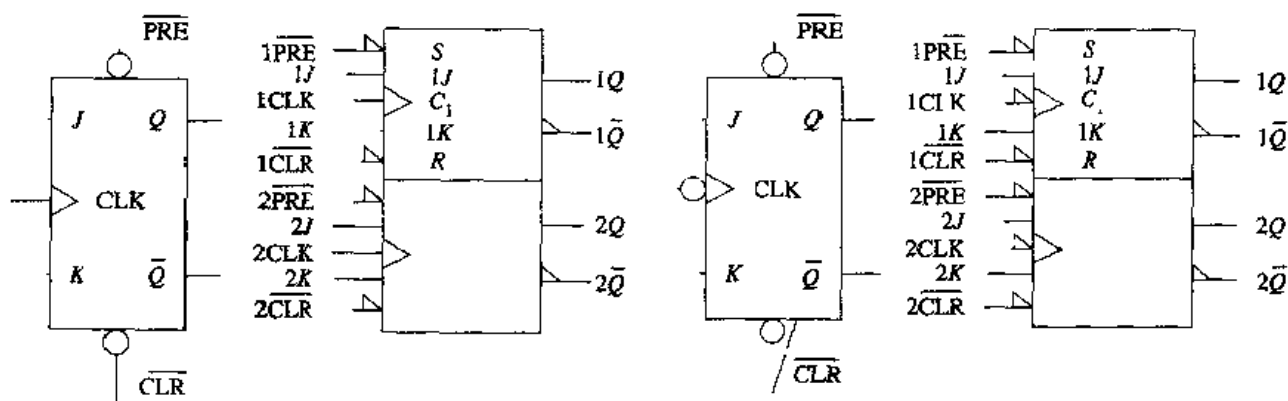 PRE
J Q
CLK
K Q̅
CLR
1PRE S
1J 1J 1Q
1CLK C1
1K 1K 1Q̅
1CLR R
2PRE
2J 2Q
2CLK
2K 2Q̅
2CLR
PRE
J Q
CLK
K Q̅
CLR
1PRE S
1J 1J 1Q
1CLK C
1K 1K 1Q̅
1CLR R
2PRE
2J 2Q
2CLK
2K 2Q̅
2CLR